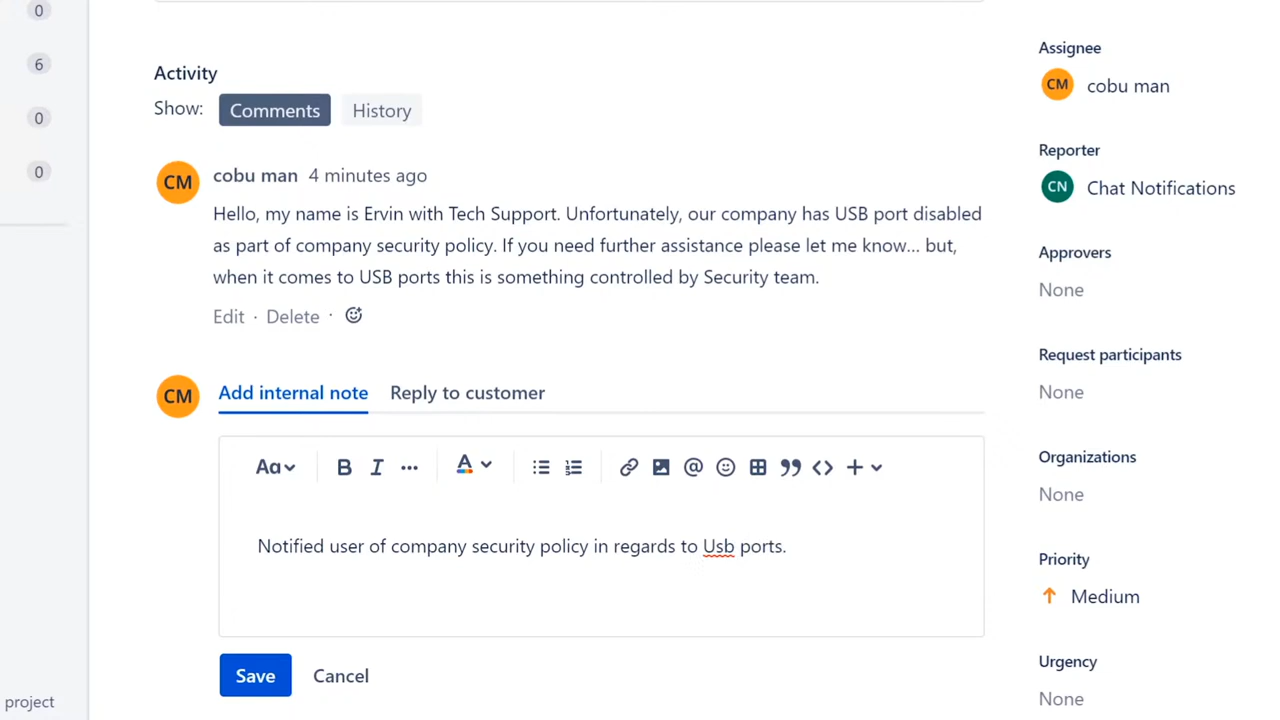 0
6
0
0
project
Activity
Show: Comments History
CM cobu man 4 minutes ago
Hello, my name is Ervin with Tech Support. Unfortunately, our company has USB port disabled
as part of company security policy. If you need further assistance please let me know... but,
when it comes to USB ports this is something controlled by Security team.
Edit · Delete ·
CM Add internal note Reply to customer
Aa B I ... A
Notified user of company security policy in regards to Usb ports.
Save Cancel
Assignee
CM cobu man
Reporter
CN Chat Notifications
Approvers
None
Request participants
None
Organizations
None
Priority
Medium
Urgency
None